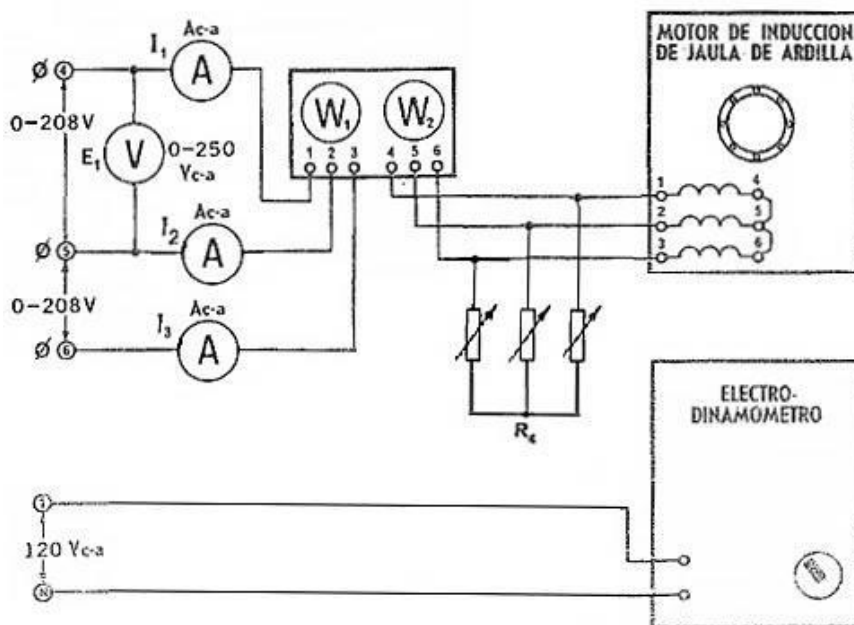 Ac-a
I₁
A
Ø 4
0-208V
E₁
V
0-250
Vc-a
W₁
W₂
1 2 3 4 5 6
MOTOR DE INDUCCION
DE JAULA DE ARDILLA
1
4
2
5
3
6
Ac-a
I₂
A
Ø 5
0-208V
Ac-a
I₃
A
Ø 6
ELECTRO-
DINAMOMETRO
120 Vc-a
N